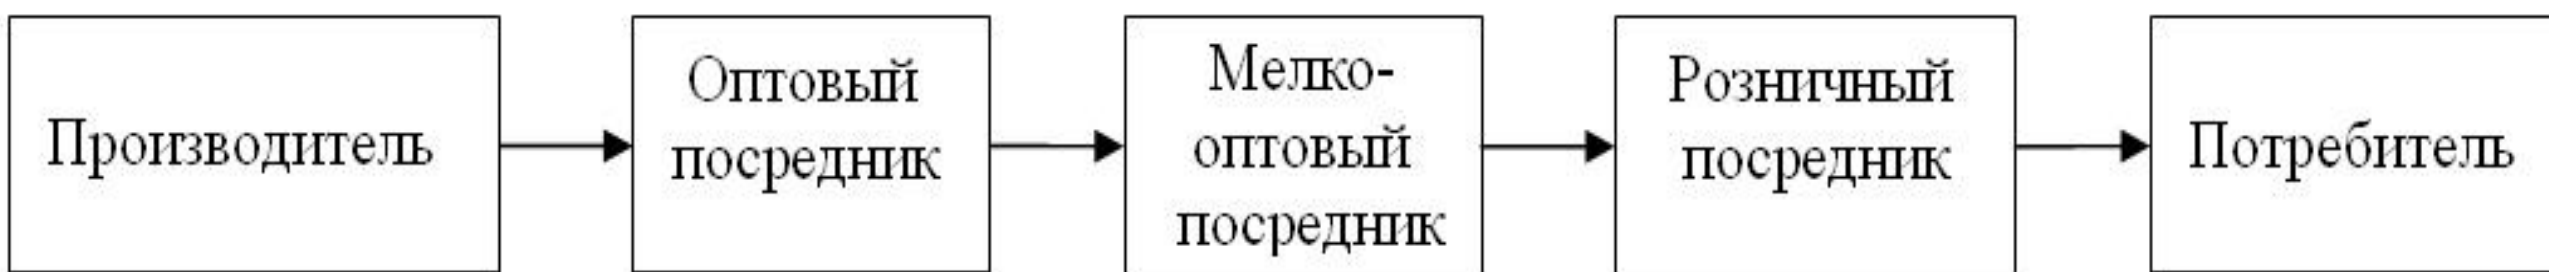 Производитель
Оптовый
посредник
Мелко-
оптовый
посредник
Розничный
посредник
Потребитель